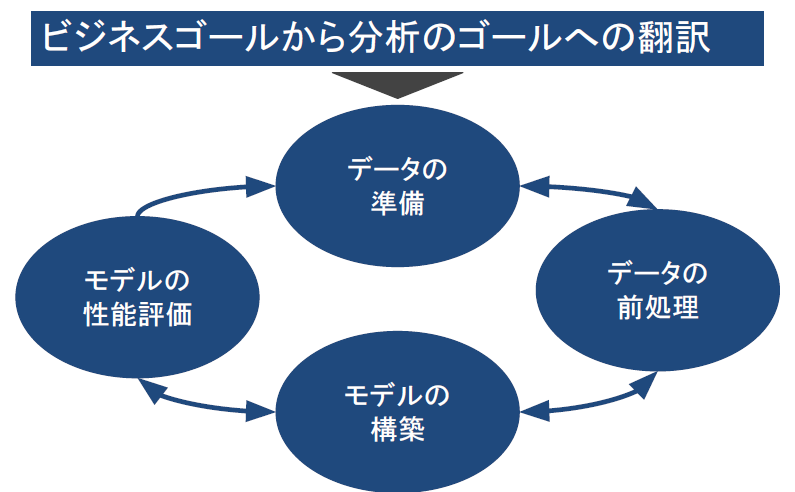 ビジネスゴールから分析のゴールへの翻訳
データの
準備
モデルの
性能評価
データの
前処理
モデルの
構築